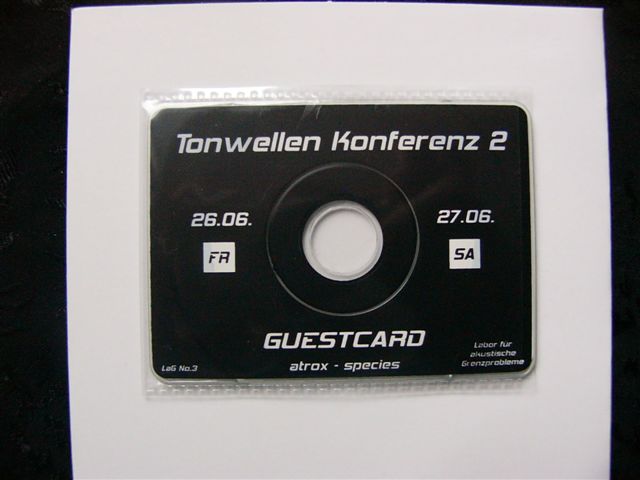 Tonwellen Konferenz 2
26.06.
27.06.
FR
SA
GUESTCARD
atrox - species
LaG No.3
Labor für
akustische
Grenzprobleme